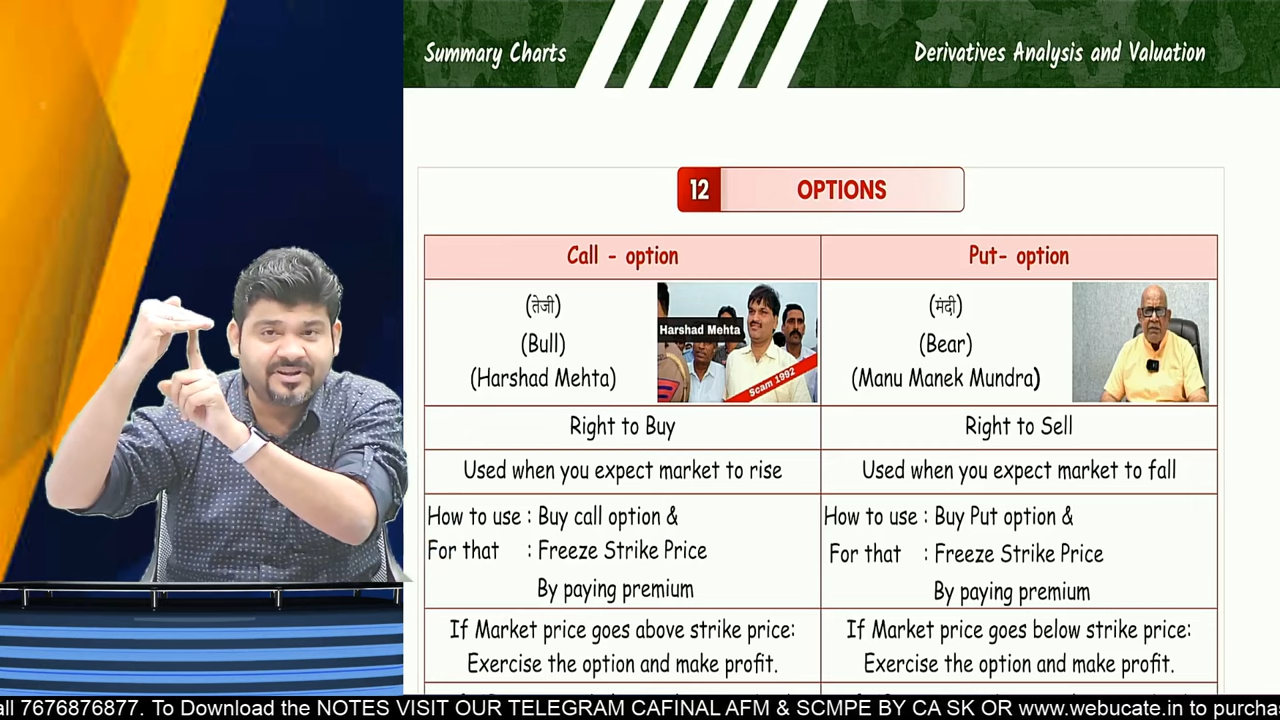 Summary Charts
Derivatives Analysis and Valuation
12 OPTIONS
Call - option
Put- option
(तेजी)
(Bull)
(Harshad Mehta)
Harshad Mehta
Scam 1992
(मंदी)
(Bear)
(Manu Manek Mundra)
Right to Buy
Right to Sell
Used when you expect market to rise
Used when you expect market to fall
How to use : Buy call option &
For that : Freeze Strike Price
By paying premium
How to use : Buy Put option &
For that : Freeze Strike Price
By paying premium
If Market price goes above strike price:
Exercise the option and make profit.
If Market price goes below strike price:
Exercise the option and make profit.
all 7676876877. To Download the NOTES VISIT OUR TELEGRAM CAFINAL AFM & SCMPE BY CA SK OR www.webucate.in to purcha